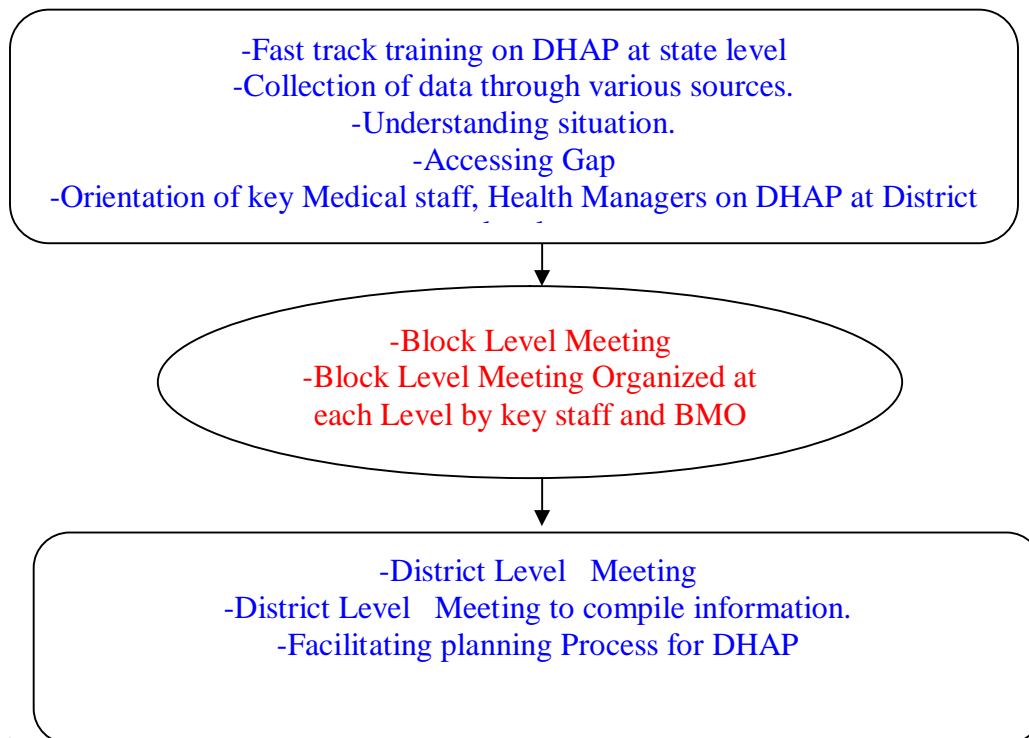 -Fast track training on DHAP at state level
-Collection of data through various sources.
-Understanding situation.
-Accessing Gap
-Orientation of key Medical staff, Health Managers on DHAP at District
-Block Level Meeting
-Block Level Meeting Organized at
each Level by key staff and BMO
-District Level   Meeting
-District Level   Meeting to compile information.
-Facilitating planning Process for DHAP